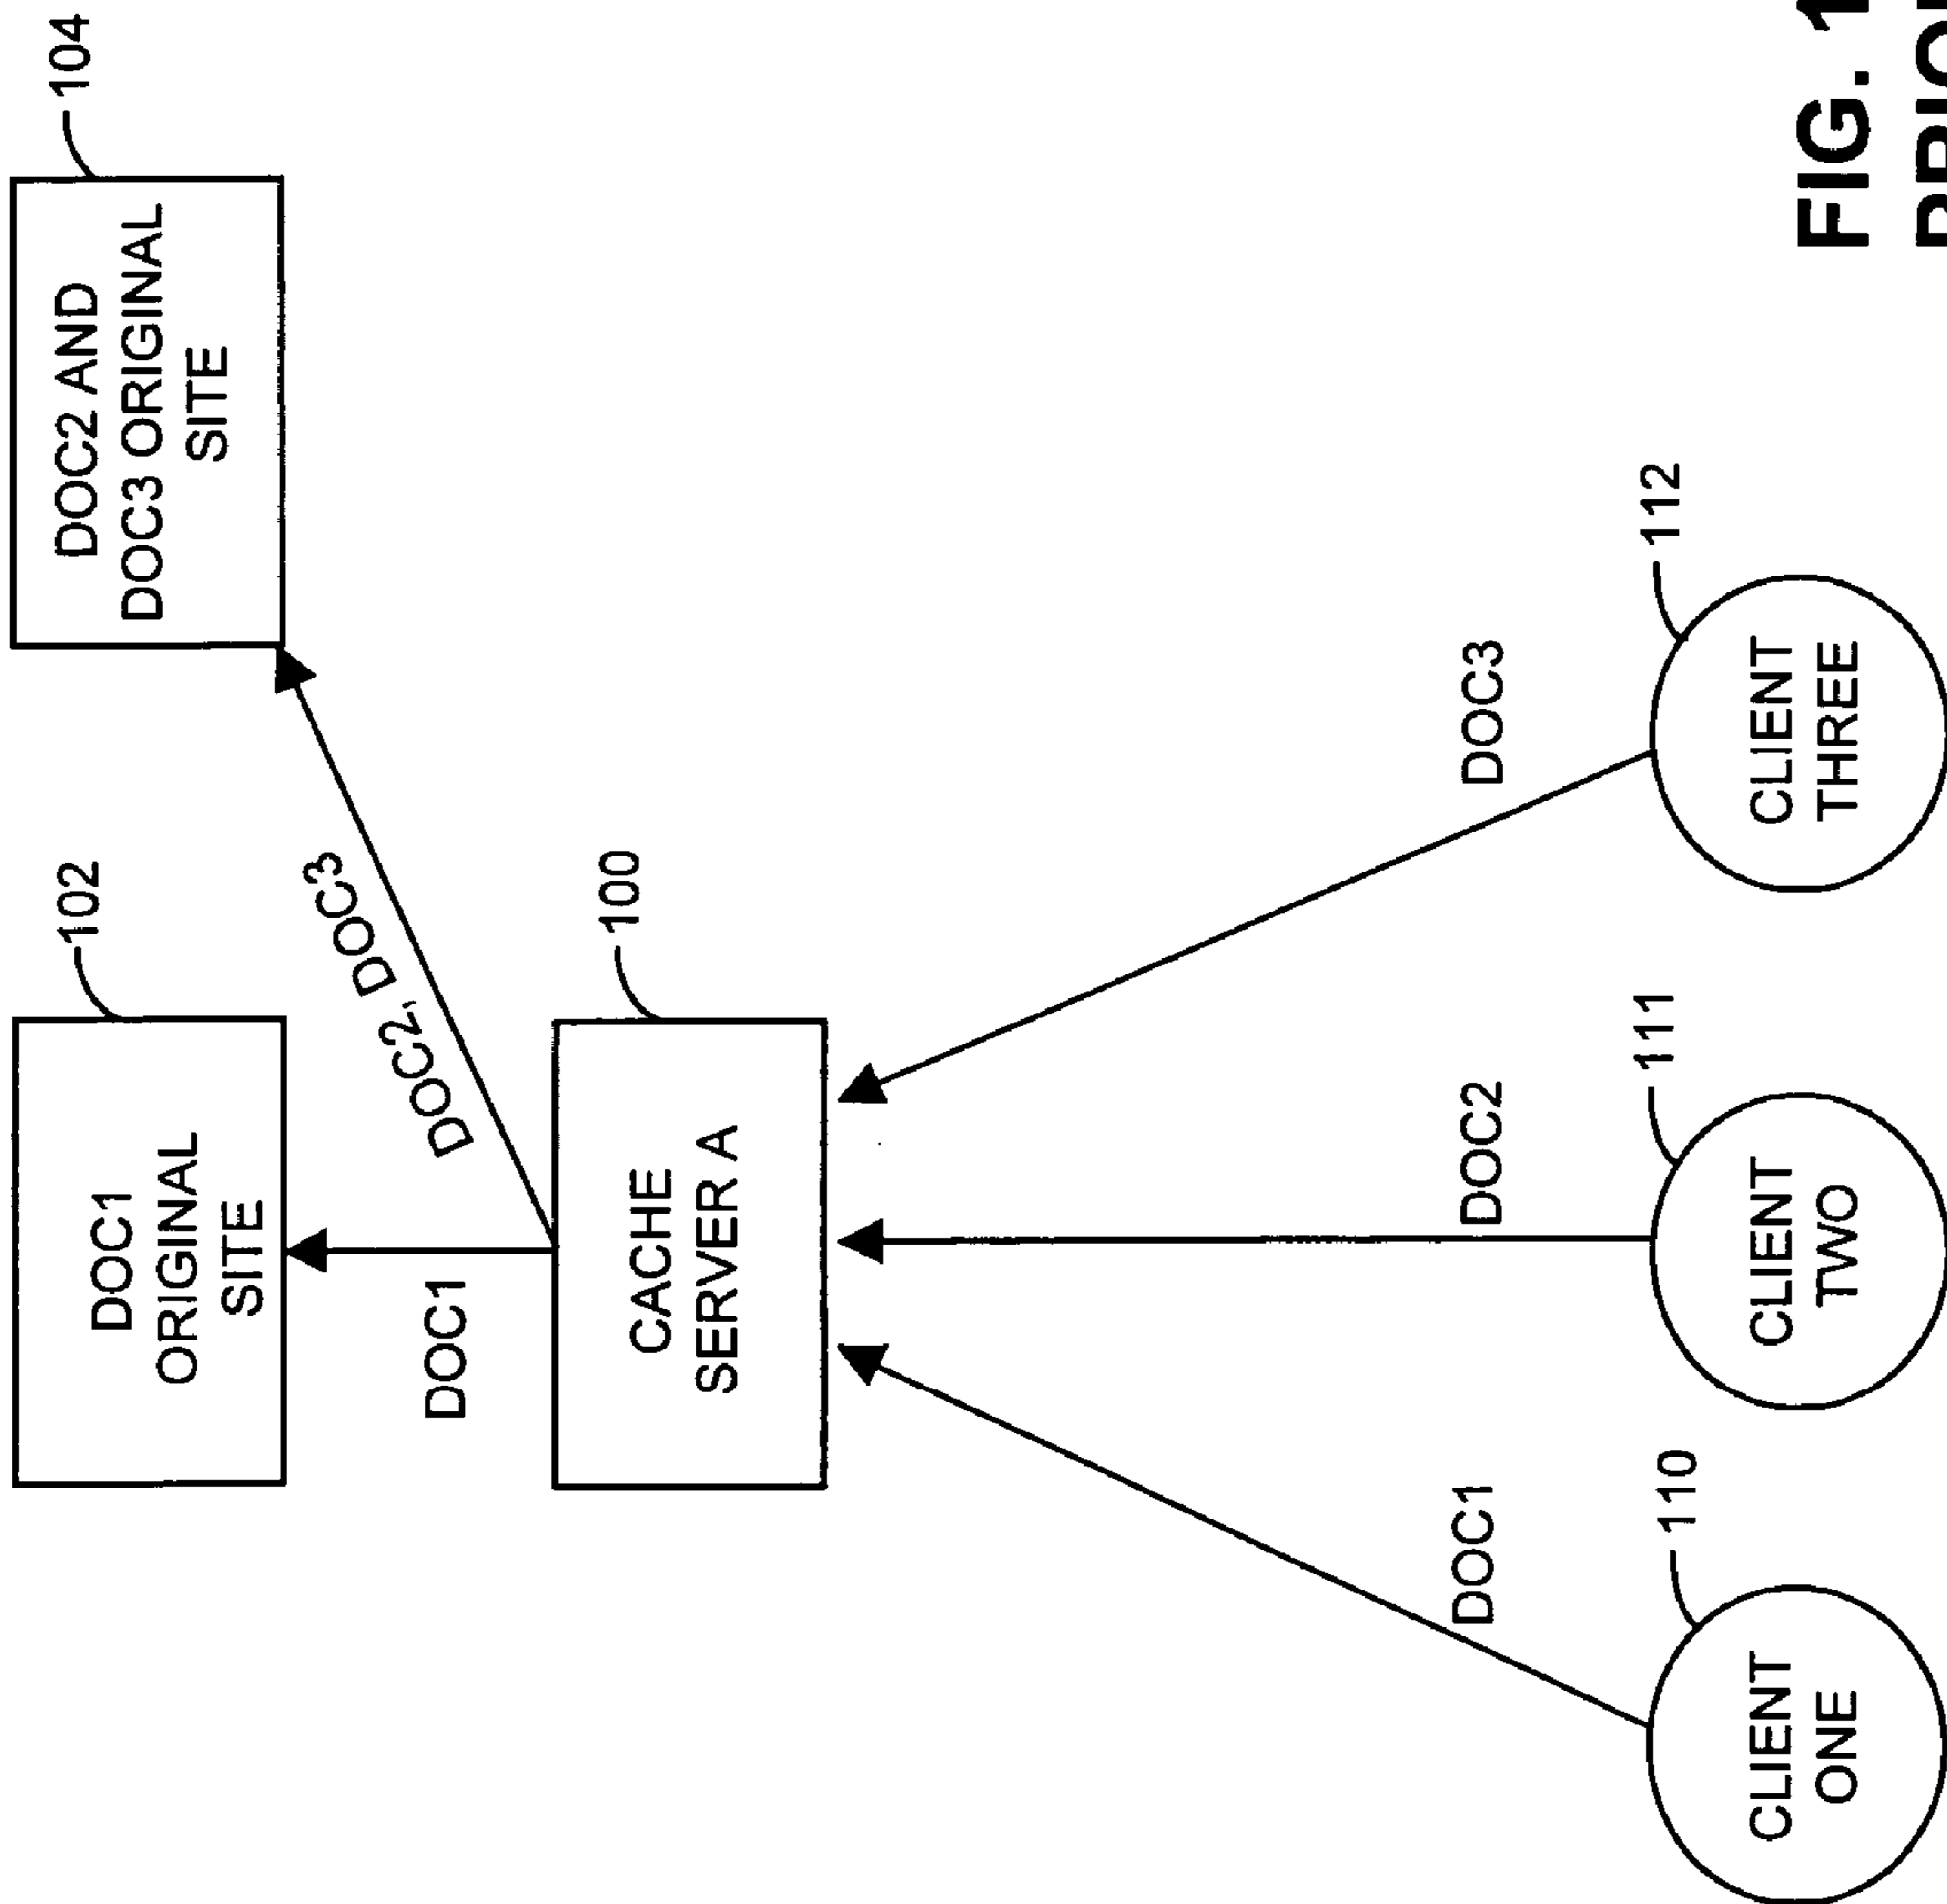 DOC1
ORIGINAL
SITE
102
DOC2 AND
DOC3 ORIGINAL
SITE
104
DOC1
DOC2, DOC3
CACHE
SERVER A
100
DOC1
DOC2
DOC3
110
111
112
CLIENT
ONE
CLIENT
TWO
CLIENT
THREE
FIG. 1